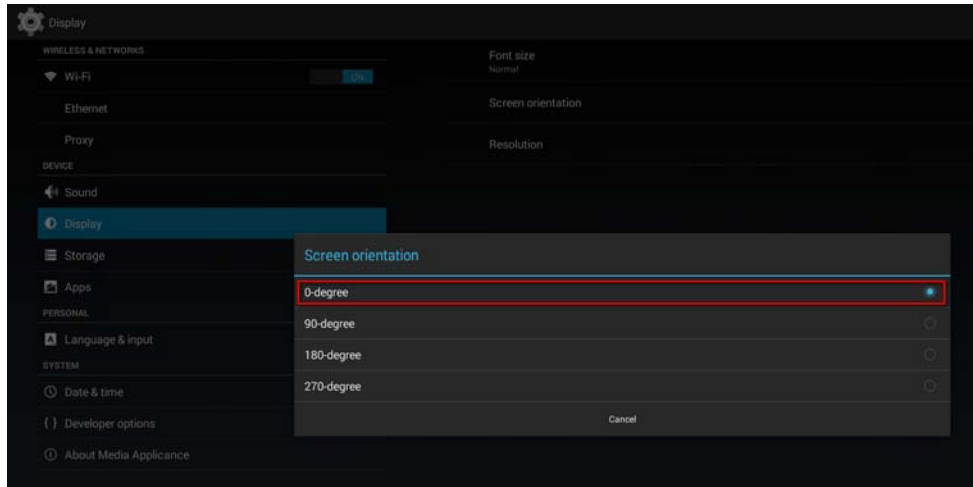 Display
WIRELESS & NETWORKS
Wi-Fi
ON
Ethernet
Proxy
DEVICE
Sound
Display
Storage
Apps
PERSONAL
Language & input
SYSTEM
Date & time
{ } Developer options
About Media Applicance
Font size
Normal
Screen orientation
Resolution
Screen orientation
0-degree
90-degree
180-degree
270-degree
Cancel